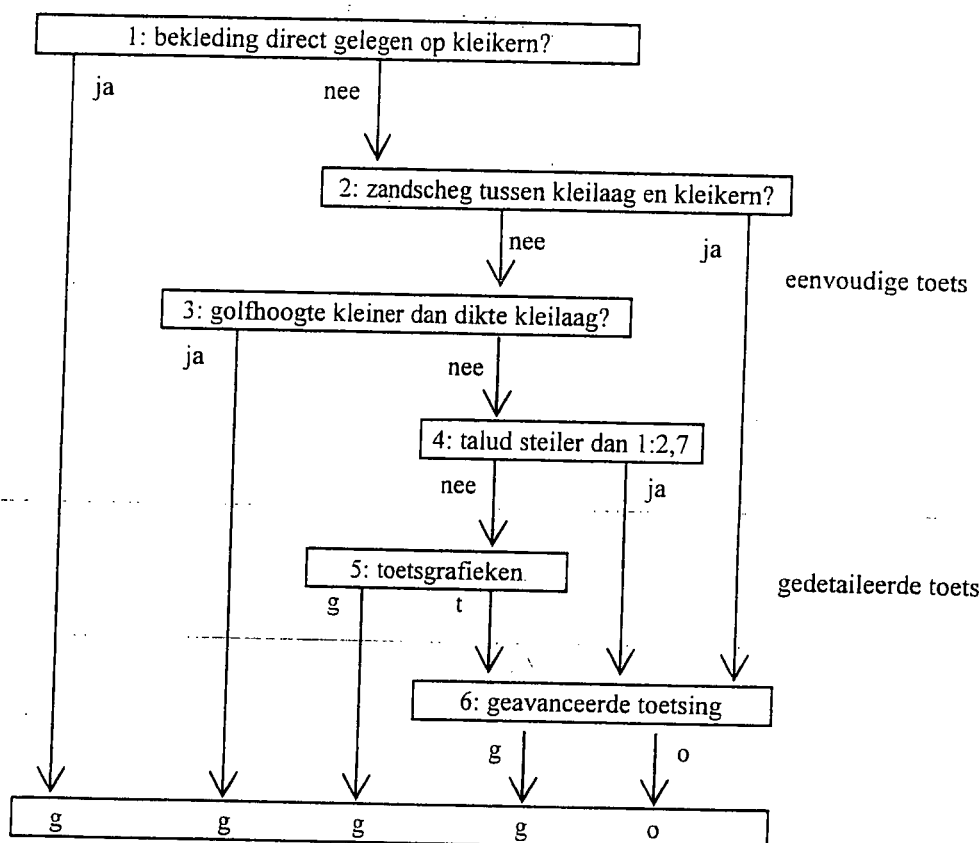 1: bekleding direct gelegen op kleikern?
ja
nee
2: zandscheg tussen kleilaag en kleikern?
nee
ja
eenvoudige toets
3: golfhoogte kleiner dan dikte kleilaag?
ja
nee
4: talud steiler dan 1:2,7
nee
ja
5: toetsgrafieken
gedetaileerde toets
g
t
6: geavanceerde toetsing
g
o
g g g g o